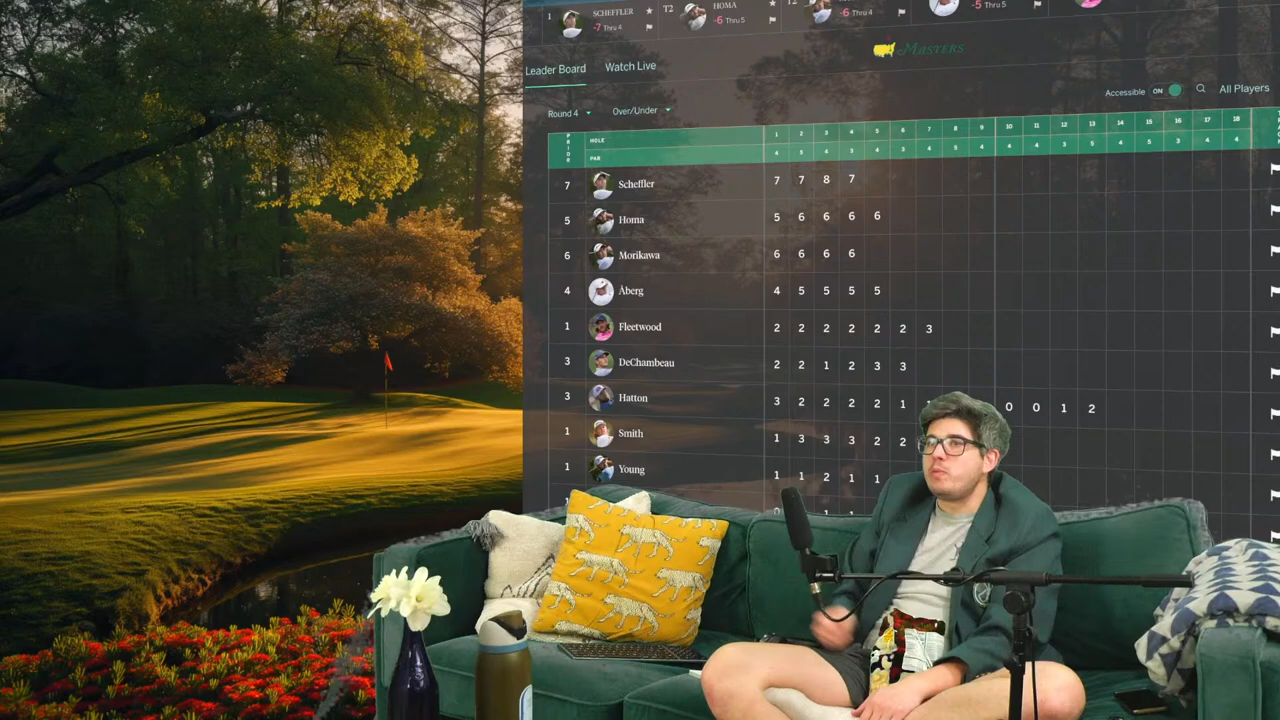 1 SCHEFFLER -7 Thru 4
T2 HOMA -6 Thru 5
-6 Thru 4
-5 Thru 5
Masters
Leader Board Watch Live
Accessible ON All Players
Round 4 Over/Under
PRIOR HOLE 1 2 3 4 5 6 7 8 9 10 11 12 13 14 15 16 17 18
PAR 4 5 4 3 4 3 4 5 4 4 4 3 5 4 5 3 4 4
7 Scheffler 7 7 8 7
5 Homa 5 6 6 6 6
6 Morikawa 6 6 6 6
4 Åberg 4 5 5 5 5
1 Fleetwood 2 2 2 2 2 2 3
3 DeChambeau 2 2 1 2 3 3
3 Hatton 3 2 2 2 2 1 0 0 1 2
1 Smith 1 3 3 3 2 2
1 Young 1 1 2 1 1